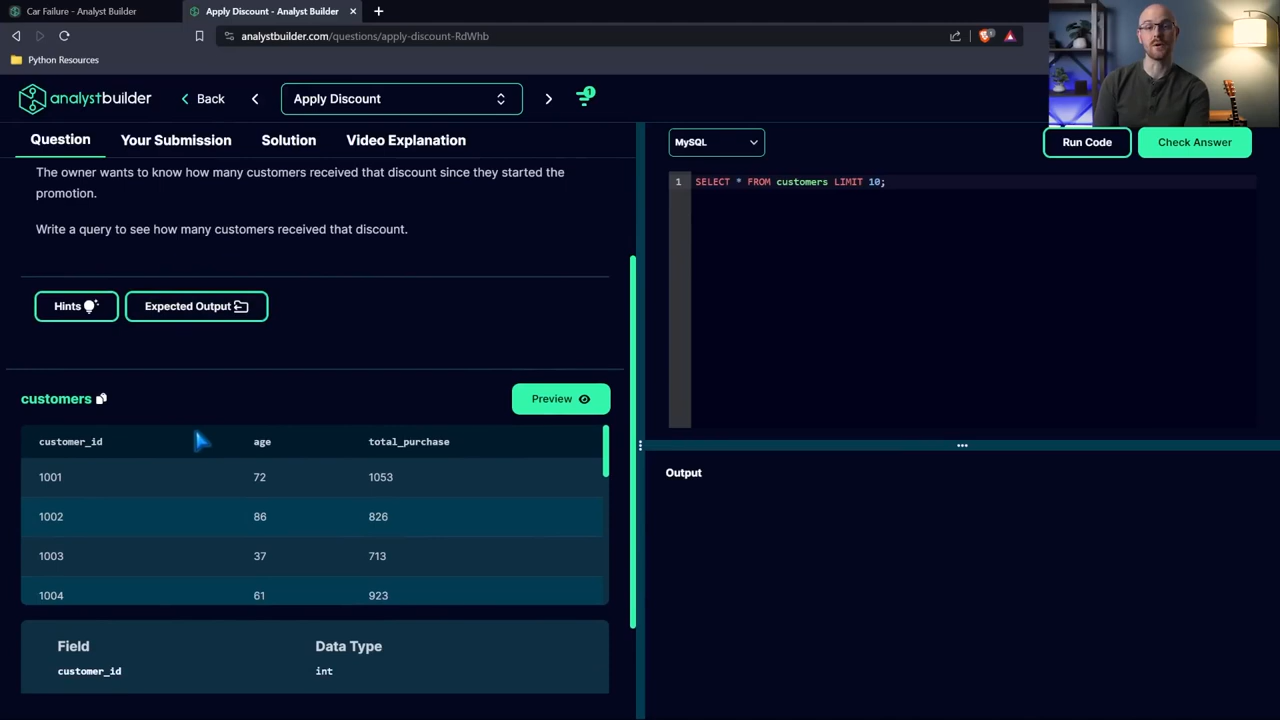 Car Failure - Analyst Builder
Apply Discount - Analyst Builder
analystbuilder.com/questions/apply-discount-RdWhb
Python Resources
analystbuilder
Back
Apply Discount
1
Question
Your Submission
Solution
Video Explanation
The owner wants to know how many customers received that discount since they started the
promotion.
Write a query to see how many customers received that discount.
Hints
Expected Output
customers
Preview
customer_id age total_purchase
1001 72 1053
1002 86 826
1003 37 713
1004 61 923
Field Data Type
customer_id int
MySQL
Run Code
Check Answer
1 SELECT * FROM customers LIMIT 10;
Output